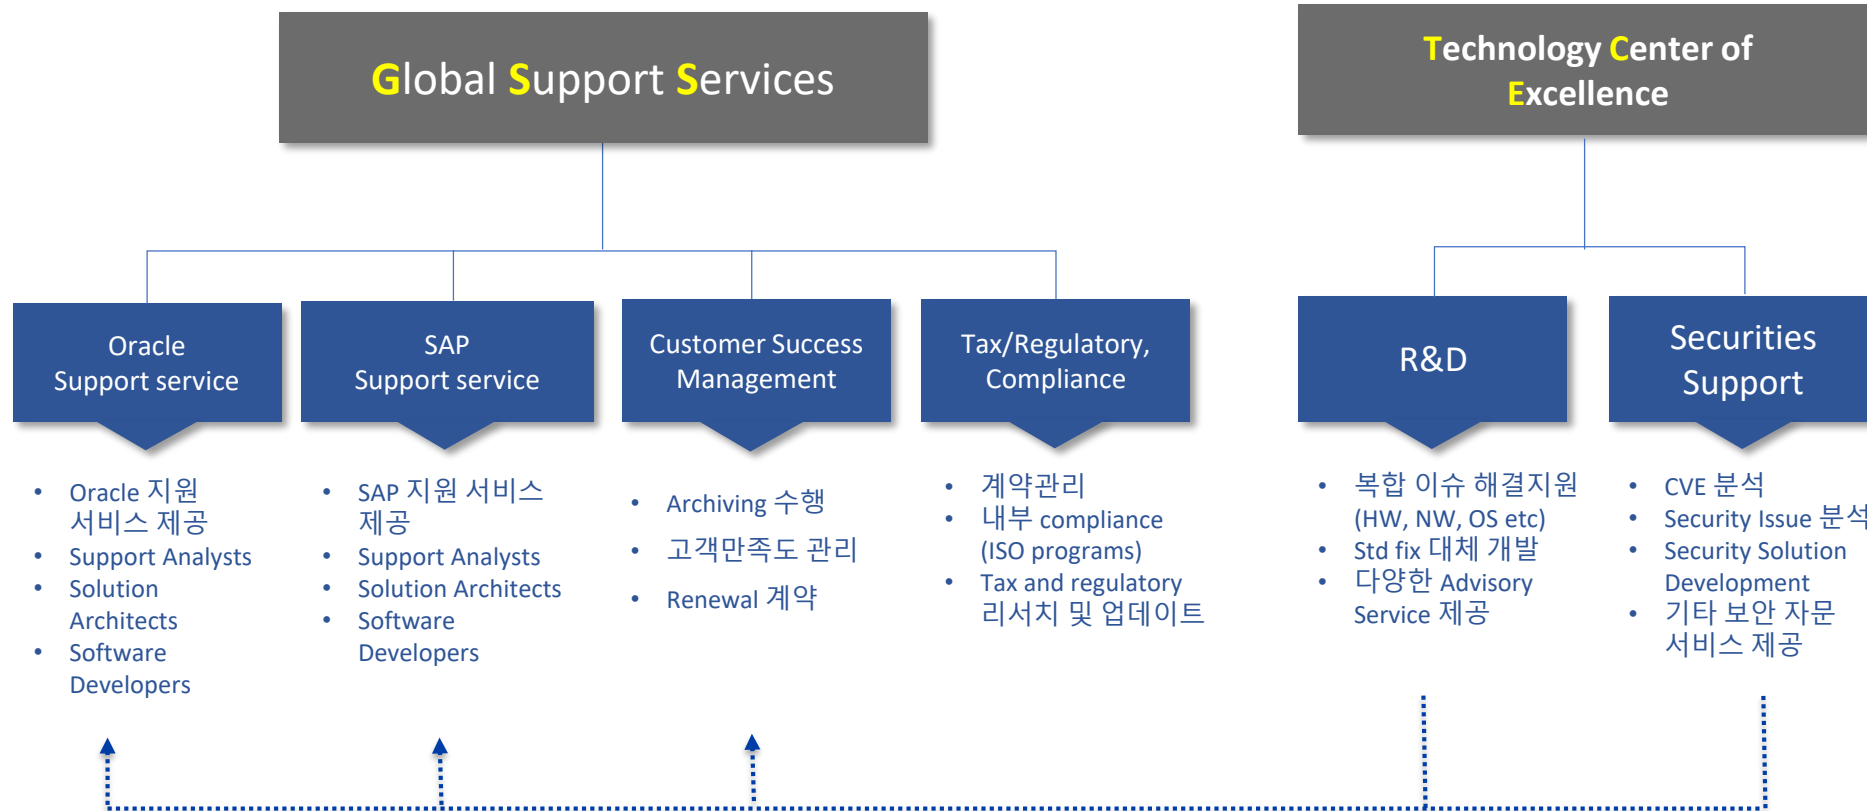 Global Support Services
Technology Center of
Excellence
Oracle
Support service
SAP
Support service
Customer Success
Management
Tax/Regulatory,
Compliance
R&D
Securities
Support
• Oracle 지원
서비스 제공
• Support Analysts
• Solution
Architects
• Software
Developers
• SAP 지원 서비스
제공
• Support Analysts
• Solution Architects
• Software
Developers
• Archiving 수행
• 고객만족도 관리
• Renewal 계약
• 계약관리
• 내부 compliance
(ISO programs)
• Tax and regulatory
리서치 및 업데이트
• 복합 이슈 해결지원
(HW, NW, OS etc)
• Std fix 대체 개발
• 다양한 Advisory
Service 제공
• CVE 분석
• Security Issue 분석
• Security Solution
Development
• 기타 보안 자문
서비스 제공